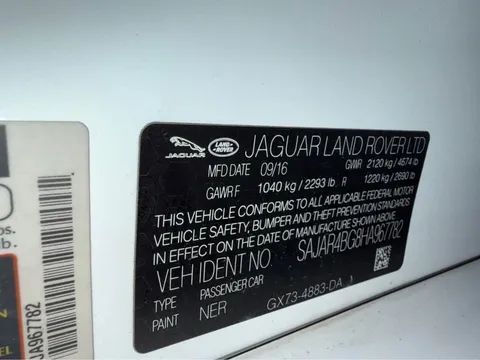 JAGUAR
LAND ROVER
JAGUAR LAND ROVER LTD
MFD DATE 09/16 GVWR 2120 kg / 4674 lb
GAWR F 1040 kg / 2293 lb. R 1220 kg / 2690 lb
THIS VEHICLE CONFORMS TO ALL APPLICABLE FEDERAL MOTOR
VEHICLE SAFETY, BUMPER AND THEFT PREVENTION STANDARDS
IN EFFECT ON THE DATE OF MANUFACTURE SHOWN ABOVE
VEH IDENT NO. SAJAR4BG8HA967782
TYPE PASSENGER CAR
PAINT NER GX73-4883-DA
os.
b.
EL
JA967782